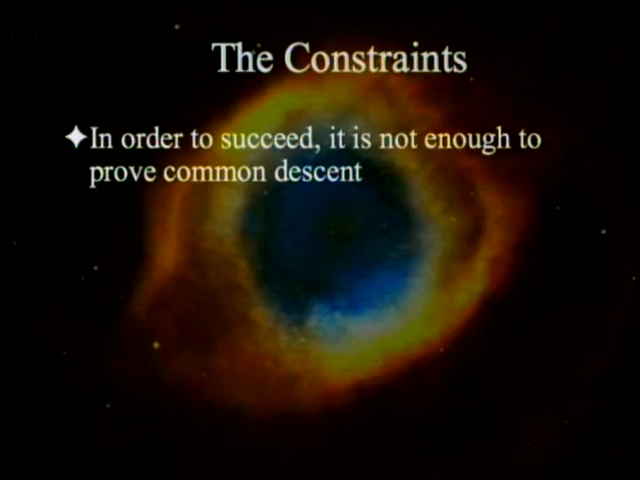 The Constraints
In order to succeed, it is not enough to
prove common descent